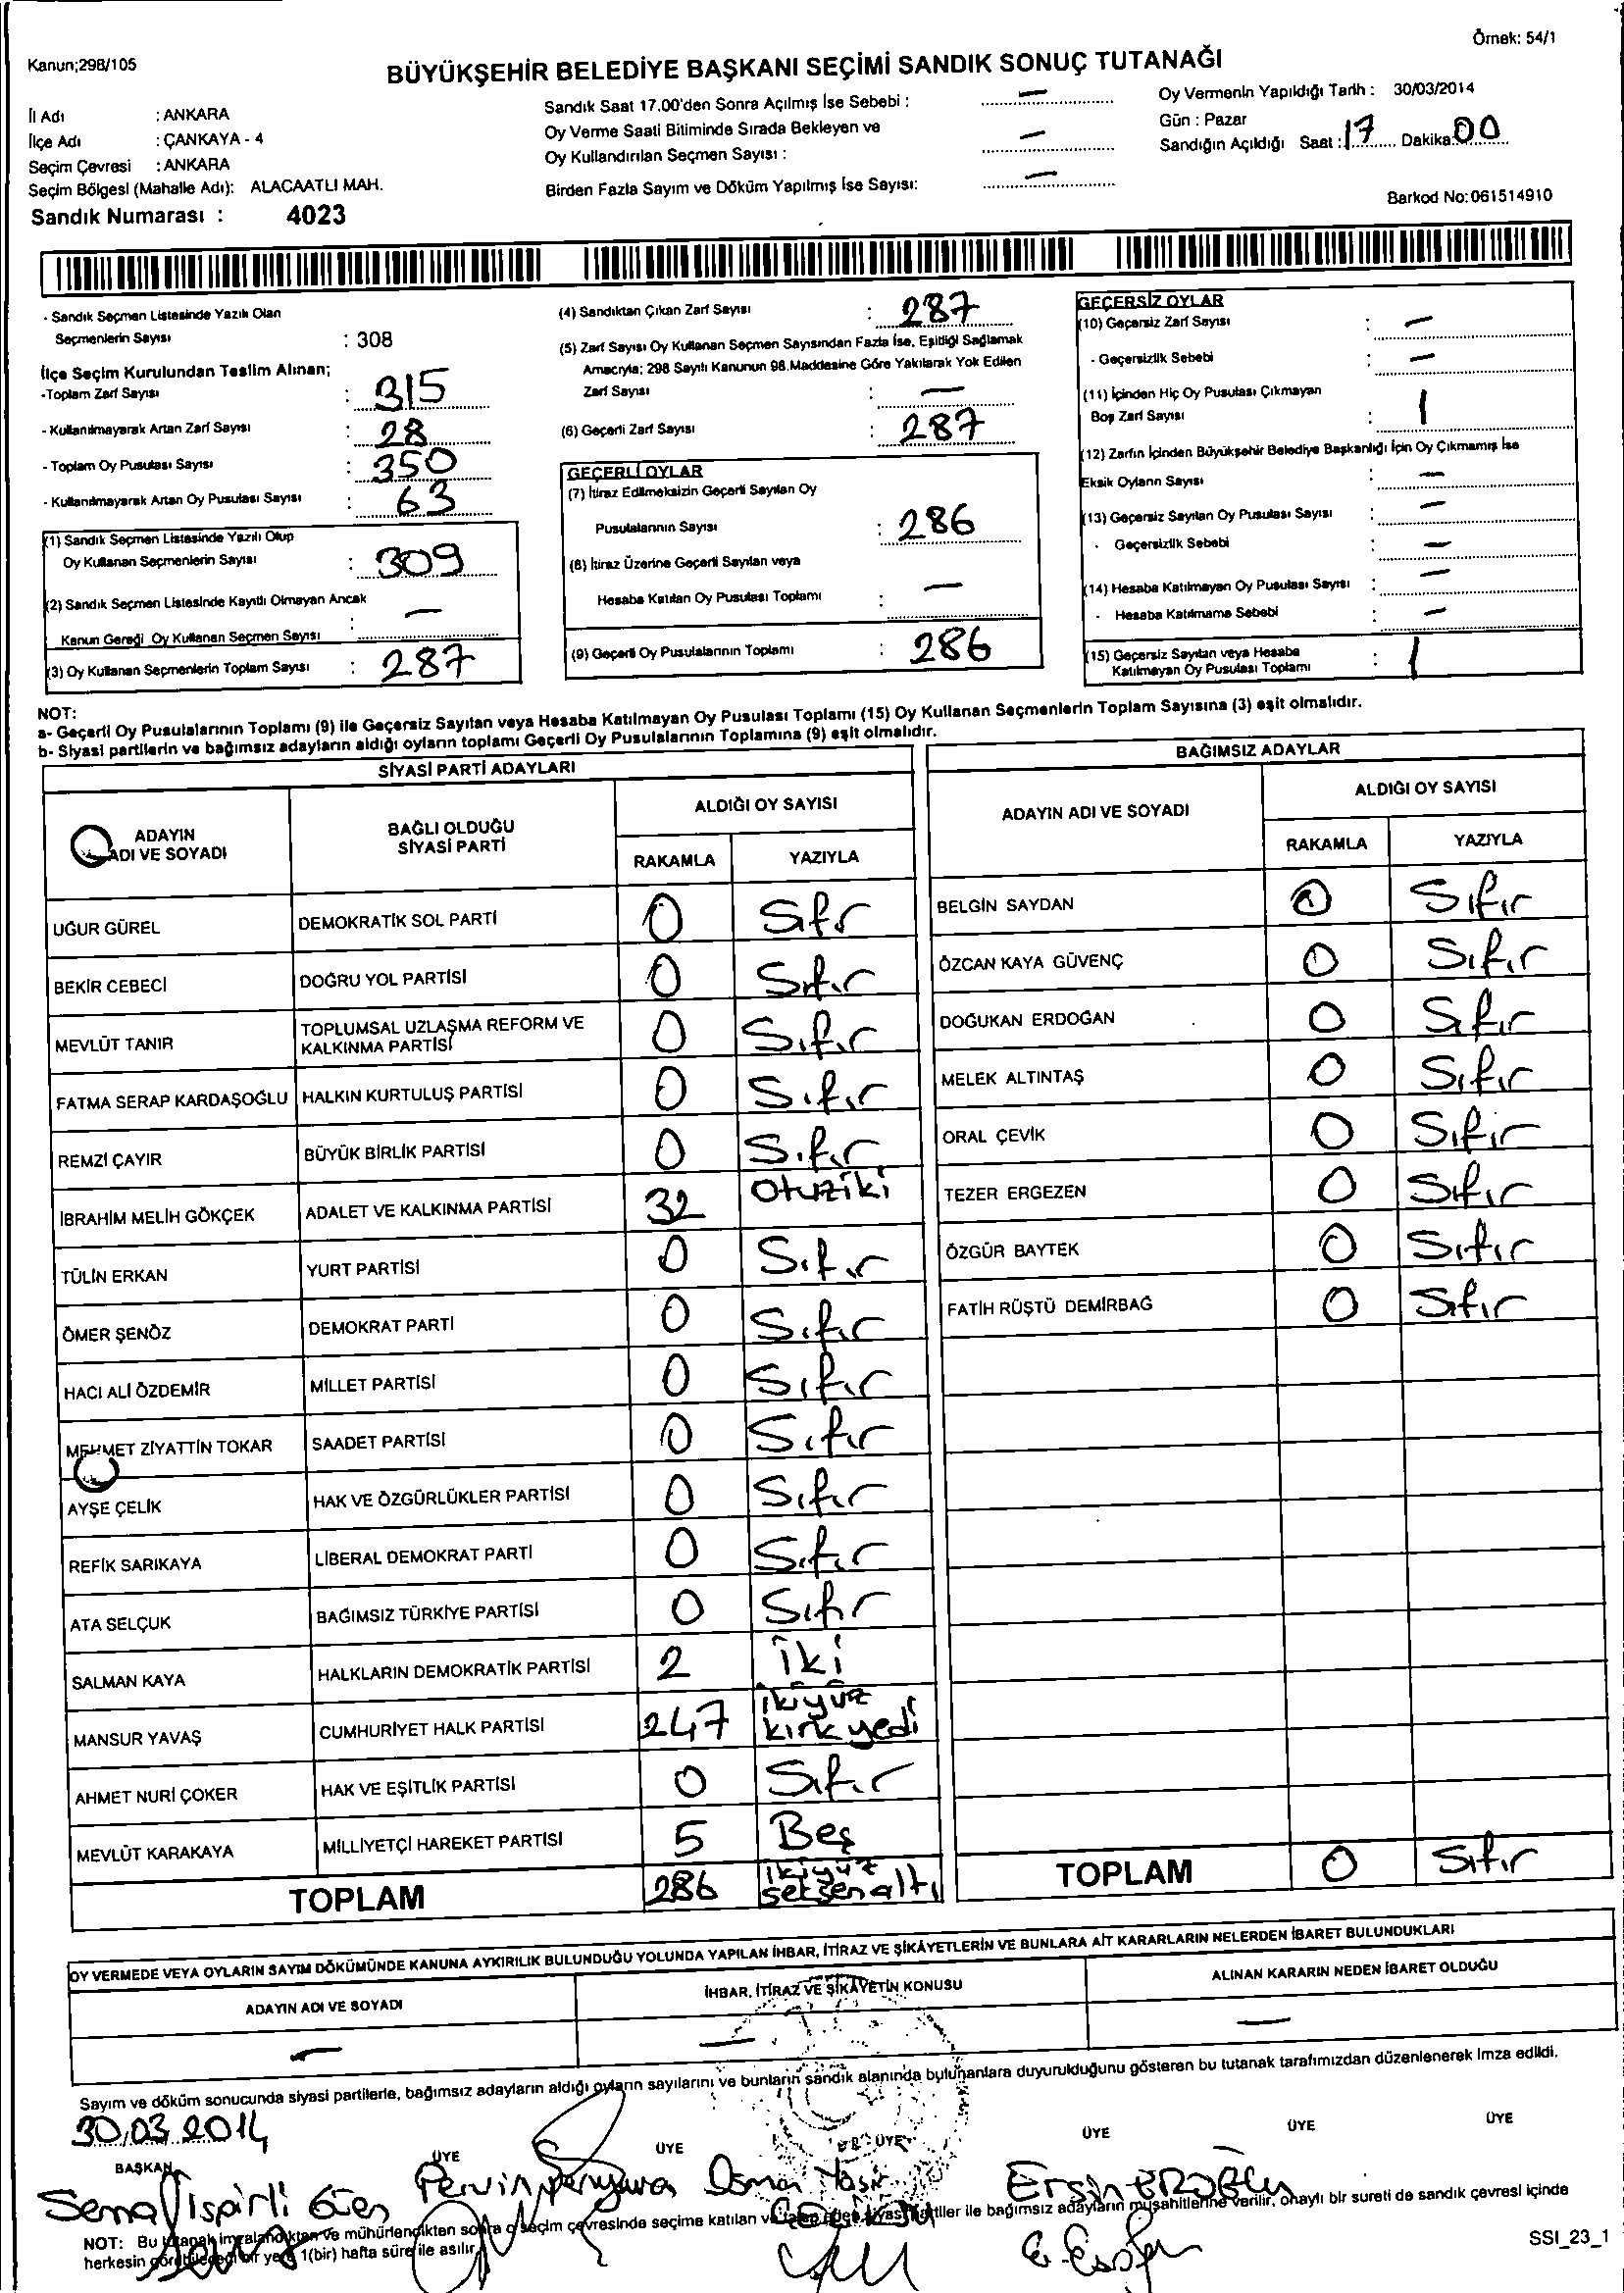 Örnek: 54/1
Kanun;298/105
BÜYÜKŞEHİR BELEDİYE BAŞKANI SEÇİMİ SANDIK SONUÇ TUTANAĞI
İl Adı : ANKARA
İlçe Adı : ÇANKAYA - 4
Seçim Çevresi : ANKARA
Seçim Bölgesi (Mahalle Adı): ALACAATLI MAH.
Sandık Numarası : 4023
Sandık Saat 17.00'den Sonra Açılmış İse Sebebi : —
Oy Verme Saati Bitiminde Sırada Bekleyen ve
Oy Kullandırılan Seçmen Sayısı : —
Birden Fazla Sayım ve Döküm Yapılmış İse Sayısı: —
Oy Vermenin Yapıldığı Tarih : 30/03/2014
Gün : Pazar
Sandığın Açıldığı Saat : 17 Dakika: 00
Barkod No:061514910
- Sandık Seçmen Listesinde Yazılı Olan
Seçmenlerin Sayısı : 308
İlçe Seçim Kurulundan Teslim Alınan;
-Toplam Zarf Sayısı : 315
- Kullanılmayarak Artan Zarf Sayısı : 28
- Toplam Oy Pusulası Sayısı : 350
- Kullanılmayarak Artan Oy Pusulası Sayısı : 63
(1) Sandık Seçmen Listesinde Yazılı Olup
Oy Kullanan Seçmenlerin Sayısı : 309
(2) Sandık Seçmen Listesinde Kayıtlı Olmayan Ancak
Kanun Gereği Oy Kullanan Seçmen Sayısı : —
(3) Oy Kullanan Seçmenlerin Toplam Sayısı : 287
(4) Sandıktan Çıkan Zarf Sayısı : 287
(5) Zarf Sayısı Oy Kullanan Seçmen Sayısından Fazla İse, Eşitliği Sağlamak
Amacıyla; 298 Sayılı Kanunun 98.Maddesine Göre Yakılarak Yok Edilen
Zarf Sayısı : —
(6) Geçerli Zarf Sayısı : 287
GEÇERLİ OYLAR
(7) İtiraz Edilmeksizin Geçerli Sayılan Oy
Pusulalarının Sayısı : 286
(8) İtiraz Üzerine Geçerli Sayılan veya
Hesaba Katılan Oy Pusulası Toplamı : —
(9) Geçerli Oy Pusulalarının Toplamı : 286
GEÇERSİZ OYLAR
(10) Geçersiz Zarf Sayısı : —
- Geçersizlik Sebebi : —
(11) İçinden Hiç Oy Pusulası Çıkmayan
Boş Zarf Sayısı : 1
(12) Zarfın İçinden Büyükşehir Belediye Başkanlığı İçin Oy Çıkmamış İse
Eksik Oyların Sayısı : —
(13) Geçersiz Sayılan Oy Pusulası Sayısı : —
- Geçersizlik Sebebi : —
(14) Hesaba Katılmayan Oy Pusulası Sayısı : —
- Hesaba Katılmama Sebebi : —
(15) Geçersiz Sayılan veya Hesaba
Katılmayan Oy Pusulası Toplamı : 1
NOT:
a- Geçerli Oy Pusulalarının Toplamı (9) ile Geçersiz Sayılan veya Hesaba Katılmayan Oy Pusulası Toplamı (15) Oy Kullanan Seçmenlerin Toplam Sayısına (3) eşit olmalıdır.
b- Siyasi partilerin ve bağımsız adayların aldığı oyların toplamı Geçerli Oy Pusulalarının Toplamına (9) eşit olmalıdır.
SİYASİ PARTİ ADAYLARI
ADAYIN ADI VE SOYADI BAĞLI OLDUĞU SİYASİ PARTİ ALDIĞI OY SAYISI
RAKAMLA YAZIYLA
UĞUR GÜREL DEMOKRATİK SOL PARTİ 0 Sıfr
BEKİR CEBECİ DOĞRU YOL PARTİSİ 0 Sıfır
MEVLÜT TANIR TOPLUMSAL UZLAŞMA REFORM VE KALKINMA PARTİSİ 0 Sıfır
FATMA SERAP KARDAŞOĞLU HALKIN KURTULUŞ PARTİSİ 0 Sıfır
REMZİ ÇAYIR BÜYÜK BİRLİK PARTİSİ 0 Sıfır
İBRAHİM MELİH GÖKÇEK ADALET VE KALKINMA PARTİSİ 32 otuziki
TÜLİN ERKAN YURT PARTİSİ 0 Sıfır
ÖMER ŞENÖZ DEMOKRAT PARTİ 0 Sıfır
HACI ALİ ÖZDEMİR MİLLET PARTİSİ 0 Sıfır
MEHMET ZİYATTİN TOKAR SAADET PARTİSİ 0 Sıfır
AYŞE ÇELİK HAK VE ÖZGÜRLÜKLER PARTİSİ 0 Sıfır
REFİK SARIKAYA LİBERAL DEMOKRAT PARTİ 0 Sıfır
ATA SELÇUK BAĞIMSIZ TÜRKİYE PARTİSİ 0 Sıfır
SALMAN KAYA HALKLARIN DEMOKRATİK PARTİSİ 2 İki
MANSUR YAVAŞ CUMHURİYET HALK PARTİSİ 247 ikiyüz kırkyedi
AHMET NURİ ÇOKER HAK VE EŞİTLİK PARTİSİ 0 Sıfır
MEVLÜT KARAKAYA MİLLİYETÇİ HAREKET PARTİSİ 5 Beş
TOPLAM 286 ikiyüz seksenaltı
BAĞIMSIZ ADAYLAR
ADAYIN ADI VE SOYADI ALDIĞI OY SAYISI
RAKAMLA YAZIYLA
BELGİN SAYDAN 0 Sıfır
ÖZCAN KAYA GÜVENÇ 0 Sıfır
DOĞUKAN ERDOĞAN 0 Sıfır
MELEK ALTINTAŞ 0 Sıfır
ORAL ÇEVİK 0 Sıfır
TEZER ERGEZEN 0 Sıfır
ÖZGÜR BAYTEK 0 Sıfır
FATİH RÜŞTÜ DEMİRBAĞ 0 Sıfır
TOPLAM 0 Sıfır
OY VERMEDE VEYA OYLARIN SAYIM DÖKÜMÜNDE KANUNA AYKIRILIK BULUNDUĞU YOLUNDA YAPILAN İHBAR, İTİRAZ VE ŞİKÂYETLERİN VE BUNLARA AİT KARARLARIN NELERDEN İBARET BULUNDUKLARI
ADAYIN ADI VE SOYADI İHBAR, İTİRAZ VE ŞİKÂYETİN KONUSU ALINAN KARARIN NEDEN İBARET OLDUĞU
— — —
Sayım ve döküm sonucunda siyasi partilerle, bağımsız adayların aldığı oyların sayılarını ve bunların sandık alanında bulunanlara duyurulduğunu gösteren bu tutanak tarafımızdan düzenlenerek imza edildi.
30.03.2014
BAŞKAN ÜYE ÜYE ÜYE ÜYE ÜYE ÜYE
Ersin EROĞLU
NOT: Bu tutanak imzalandıktan ve mühürlendikten sonra o seçim çevresinde seçime katılan ve talep eden siyasi partiler ile bağımsız adayların müşahitlerine verilir, onaylı bir sureti de sandık çevresi içinde
herkesin görebileceği bir yere 1(bir) hafta süre ile asılır.
SSI_23_1